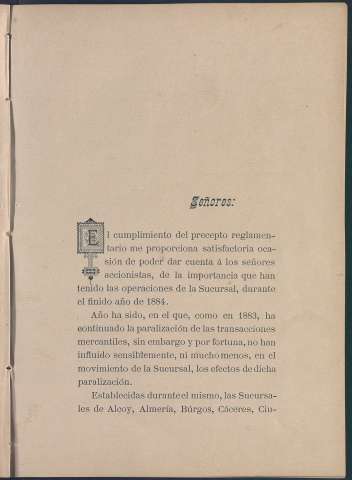 Señores:
El cumplimiento del precepto reglamen-
tario me proporciona satisfactoria oca-
sión de poder dar cuenta á los señores
accionistas, de la importancia que han
tenido las operaciones de la Sucursal, durante
el finido año de 1884.
Año ha sido, en el que, como en 1883, ha
continuado la paralización de las transacciones
mercantiles, sin embargo y por fortuna, no han
influido sensiblemente, ni mucho menos, en el
movimiento de la Sucursal, los efectos de dicha
paralización.
Establecidas durante el mismo, las Sucursa-
les de Alcoy, Almería, Búrgos, Cáceres, Ciu-